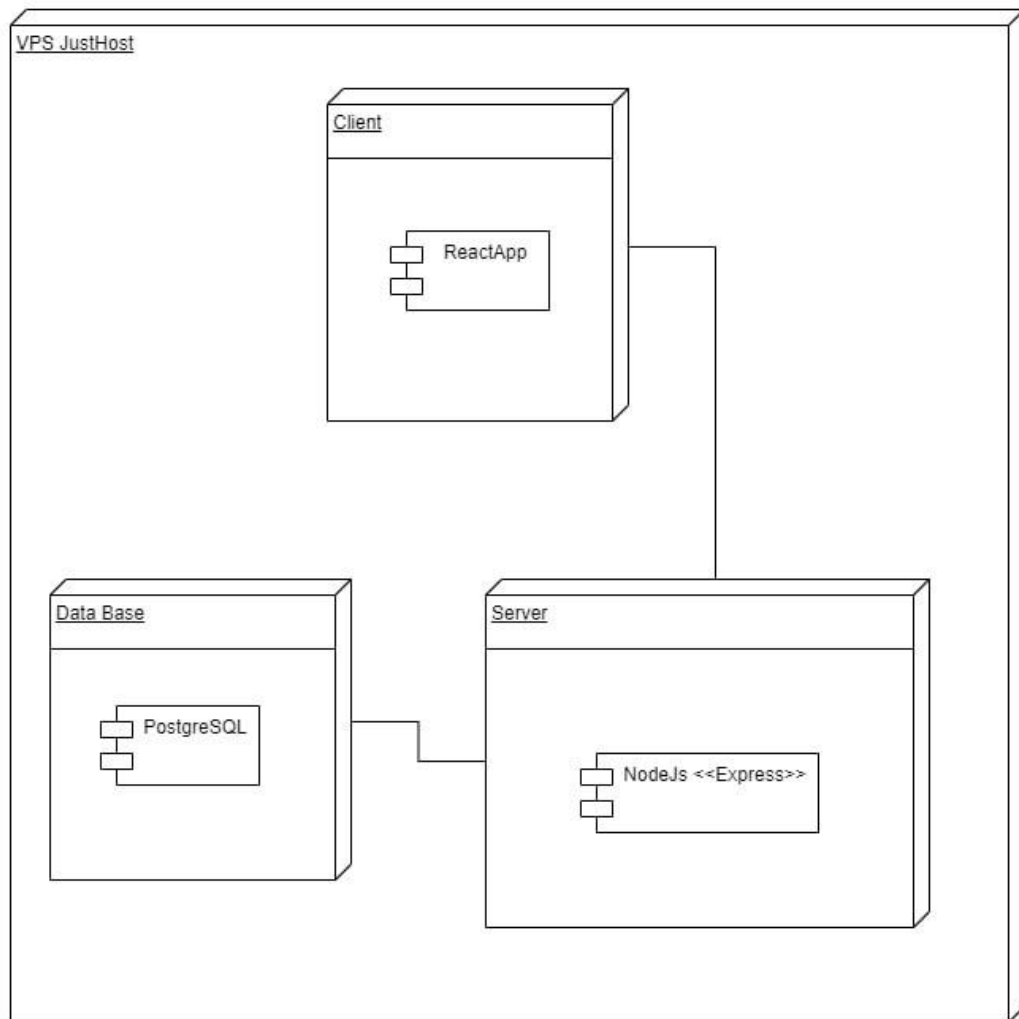 VPS JustHost
Client
ReactApp
Data Base
PostgreSQL
Server
NodeJs <<Express>>